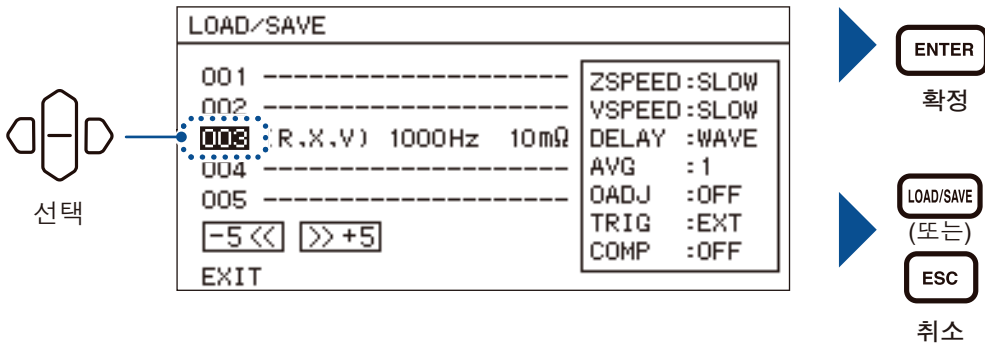 LOAD/SAVE
001 --------------------
002 --------------------
003 (R.X.V) 1000Hz 10mΩ
004 --------------------
005 --------------------
-5 << >> +5
EXIT
ZSPEED:SLOW
VSPEED:SLOW
DELAY :WAVE
AVG :1
OADJ :OFF
TRIG :EXT
COMP :OFF
선택
ENTER
확정
LOAD/SAVE
(또는)
ESC
취소